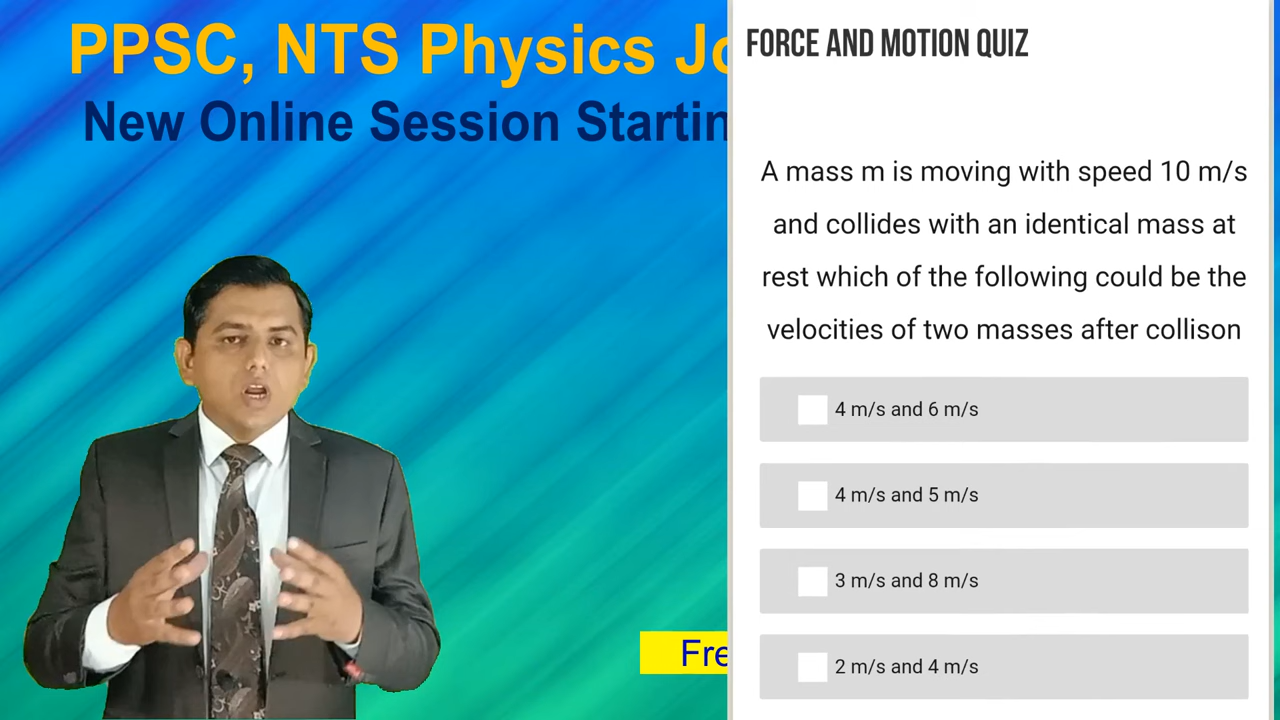 PPSC, NTS Physics Jo
New Online Session Startin
Fre
FORCE AND MOTION QUIZ
A mass m is moving with speed 10 m/s
and collides with an identical mass at
rest which of the following could be the
velocities of two masses after collison
4 m/s and 6 m/s
4 m/s and 5 m/s
3 m/s and 8 m/s
2 m/s and 4 m/s